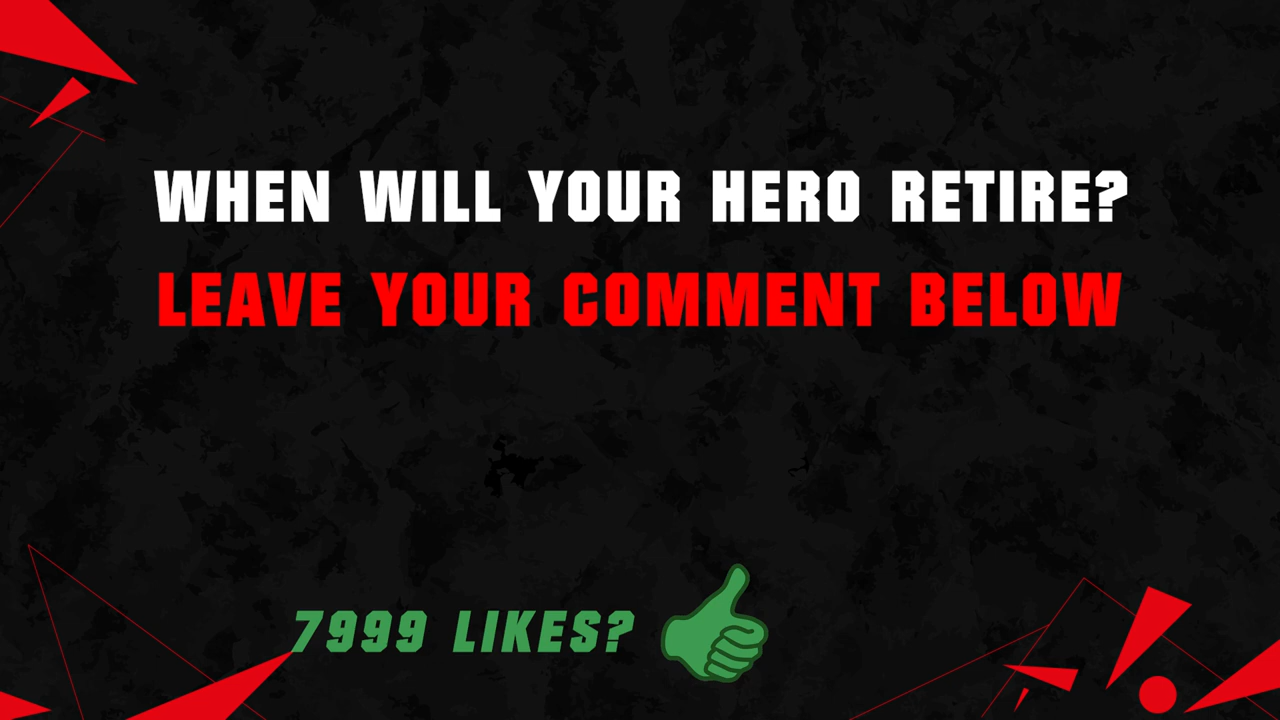 WHEN WILL YOUR HERO RETIRE?
LEAVE YOUR COMMENT BELOW
7999 LIKES?